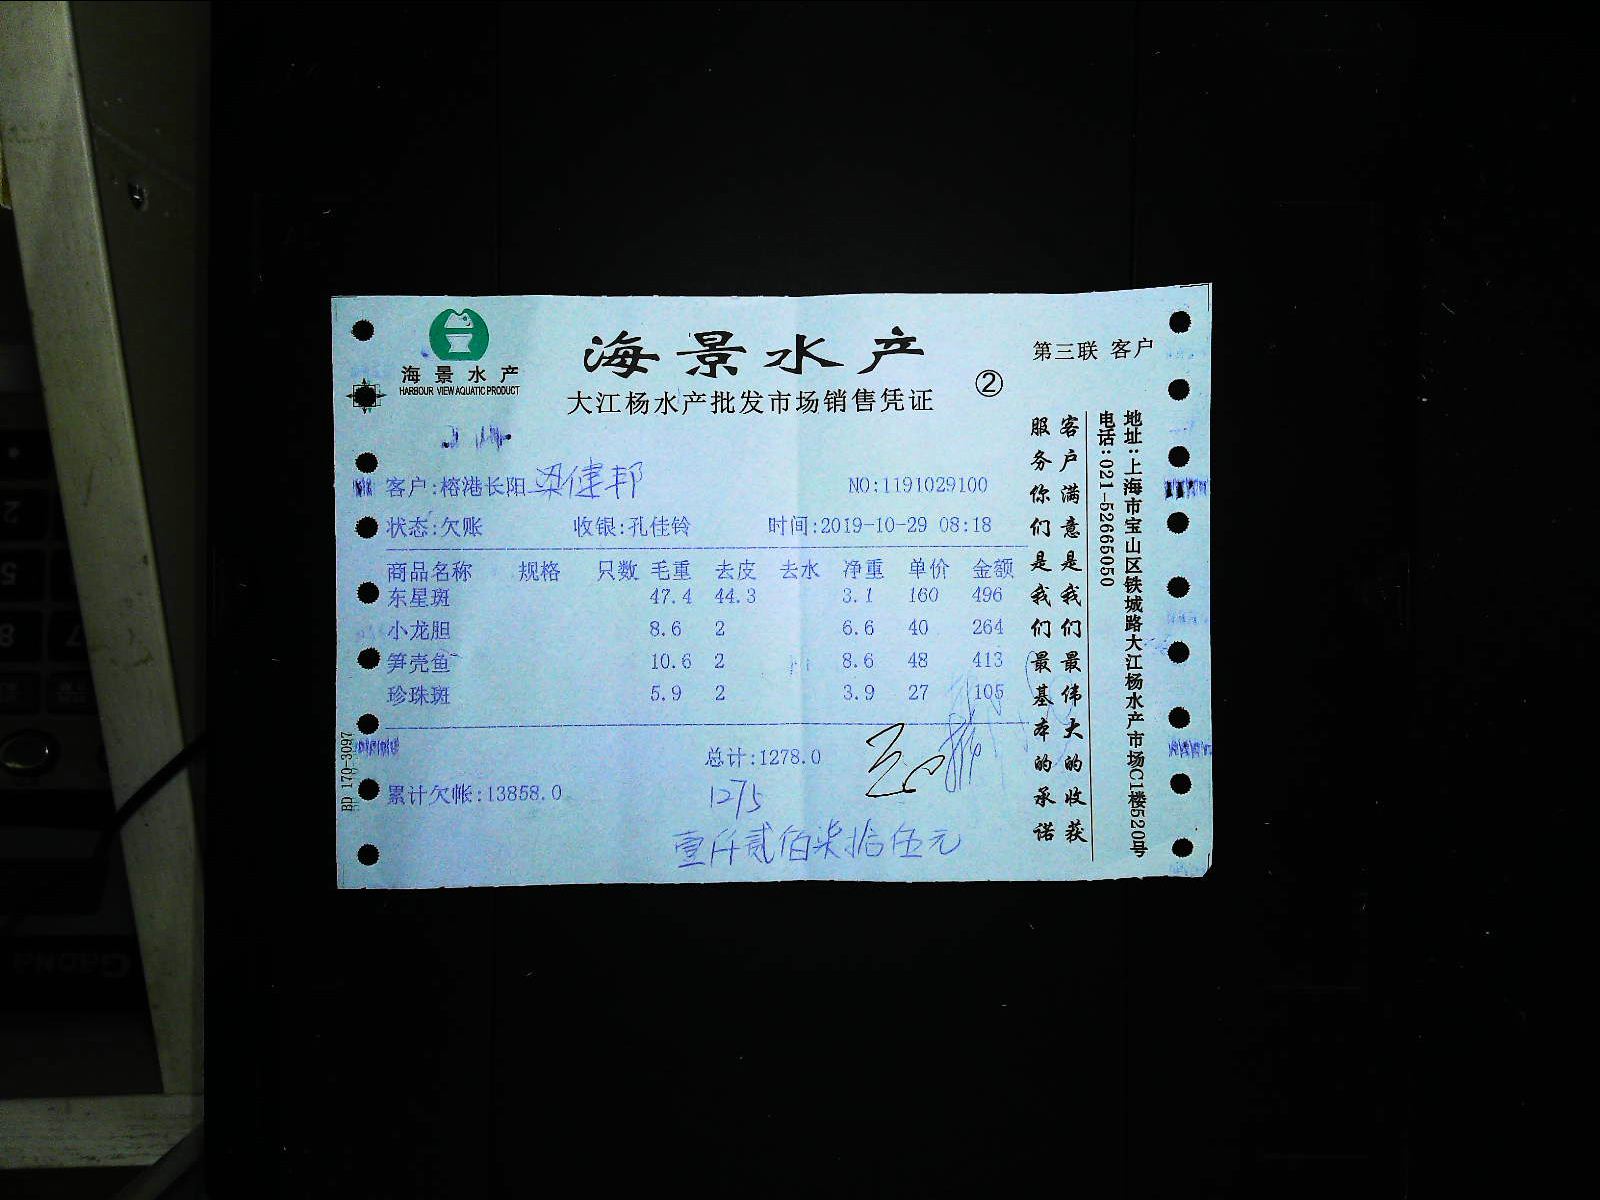 海景水产
HARBOUR VIEW AQUATIC PRODUCT
海景水产
大江杨水产批发市场销售凭证
②
第三联 客户
客户:榕港长阳 梁健邦
NO:1191029100
状态:欠账 收银:孔佳铃 时间:2019-10-29 08:18
商品名称 规格 只数 毛重 去皮 去水 净重 单价 金额
东星斑 47.4 44.3 3.1 160 496
小龙胆 8.6 2 6.6 40 264
笋壳鱼 10.6 2 8.6 48 413
珍珠斑 5.9 2 3.9 27 105
总计:1278.0
累计欠帐:13858.0
1275
壹仟贰佰柒拾伍元
客户满意是我们最伟大的收获
服务你们是我们最基本的承诺
地址:上海市宝山区铁城路大江杨水产市场C1楼520号
电话:021-52665050
BD 170-3097